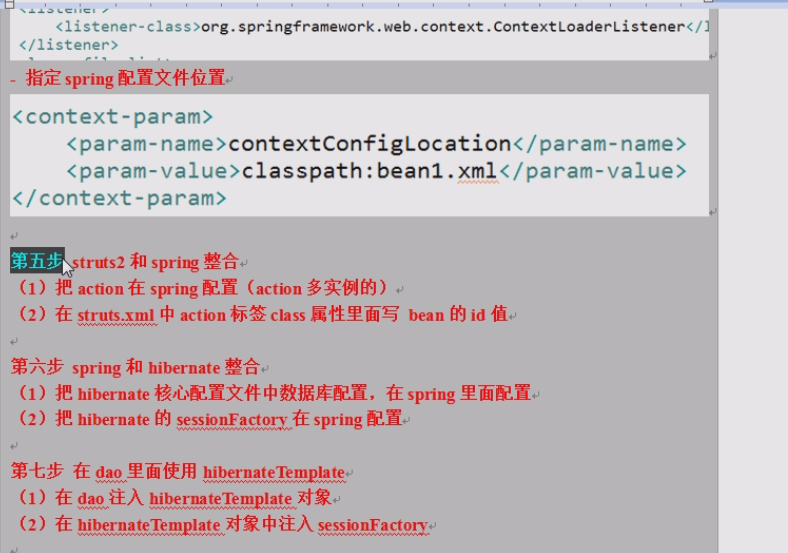 <listener>
<listener-class>org.springframework.web.context.ContextLoaderListener</l
</listener>
- 指定 spring 配置文件位置
<context-param>
<param-name>contextConfigLocation</param-name>
<param-value>classpath:bean1.xml</param-value>
</context-param>
第五步 struts2 和 spring 整合
（1）把 action 在 spring 配置（action 多实例的）
（2）在 struts.xml 中 action 标签 class 属性里面写 bean 的 id 值
第六步 spring 和 hibernate 整合
（1）把 hibernate 核心配置文件中数据库配置，在 spring 里面配置
（2）把 hibernate 的 sessionFactory 在 spring 配置
第七步 在 dao 里面使用 hibernateTemplate
（1）在 dao 注入 hibernateTemplate 对象
（2）在 hibernateTemplate 对象中注入 sessionFactory